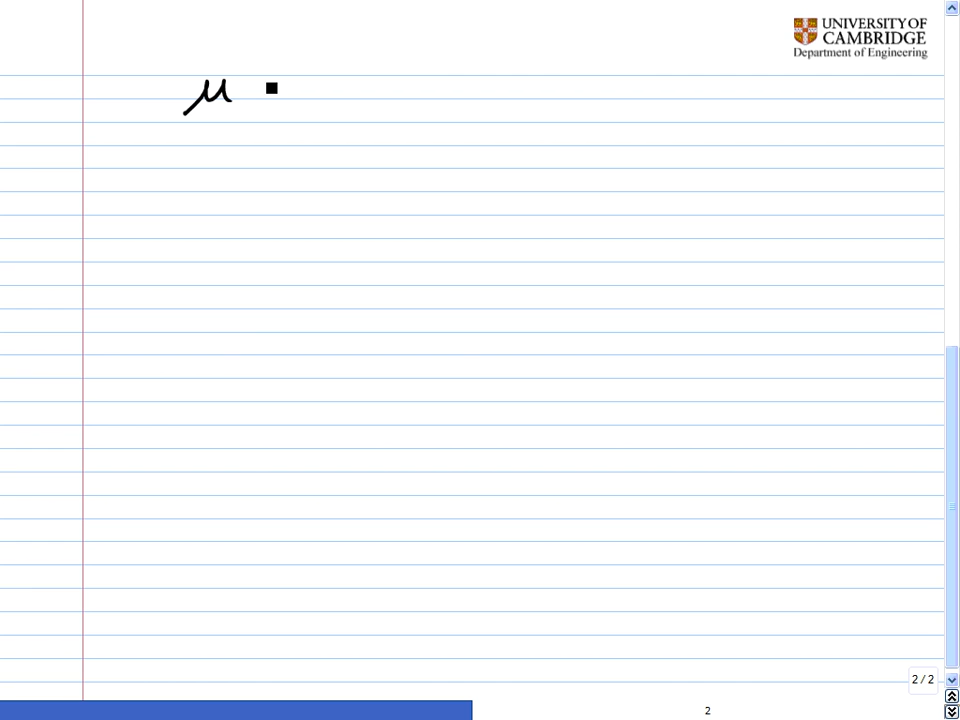 UNIVERSITY OF
CAMBRIDGE
Department of Engineering
μ
2 / 2
2